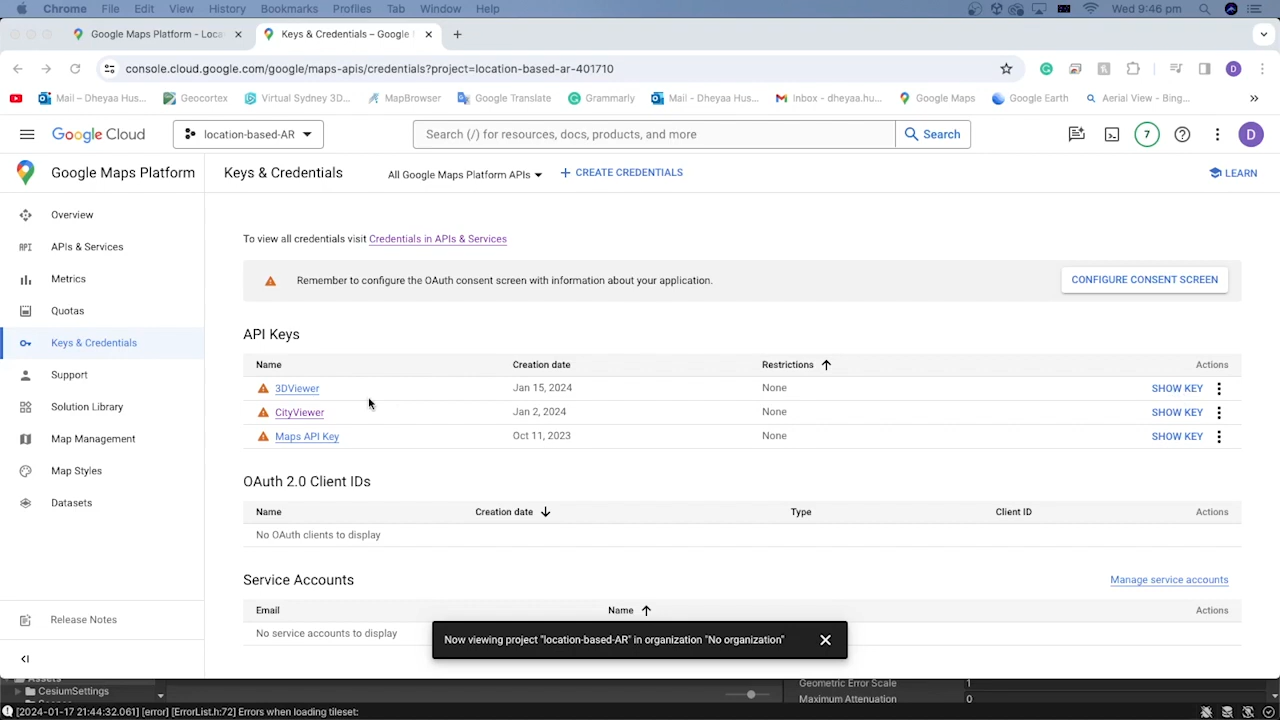 Chrome File Edit View History Bookmarks Profiles Tab Window Help Wed 9:46 pm
Google Maps Platform – Loca Keys & Credentials – Google
console.cloud.google.com/google/maps-apis/credentials?project=location-based-ar-401710 D
Mail – Dheyaa Hus... Geocortex Virtual Sydney 3D... MapBrowser Google Translate Grammarly Mail - Dheyaa Hus... Inbox - dheyaa.hu... Google Maps Google Earth Aerial View - Bing...
Google Cloud location-based-AR Search (/) for resources, docs, products, and more Search 7 D
Google Maps Platform Keys & Credentials All Google Maps Platform APIs + CREATE CREDENTIALS LEARN
Overview
API APIs & Services
Metrics
Quotas
Keys & Credentials
Support
Solution Library
Map Management
Map Styles
Datasets
Release Notes
To view all credentials visit Credentials in APIs & Services
Remember to configure the OAuth consent screen with information about your application. CONFIGURE CONSENT SCREEN
API Keys
Name Creation date Restrictions Actions
3DViewer Jan 15, 2024 None SHOW KEY
CityViewer Jan 2, 2024 None SHOW KEY
Maps API Key Oct 11, 2023 None SHOW KEY
OAuth 2.0 Client IDs
Name Creation date Type Client ID Actions
No OAuth clients to display
Service Accounts Manage service accounts
Email Name Actions
No service accounts to display
Now viewing project "location-based-AR" in organization "No organization"
Assets Geometric Error Scale 1
CesiumSettings Maximum Attenuation 0
[2024-01-17 21:44:32.061] [error] [ErrorList.h:72] Errors when loading tileset: